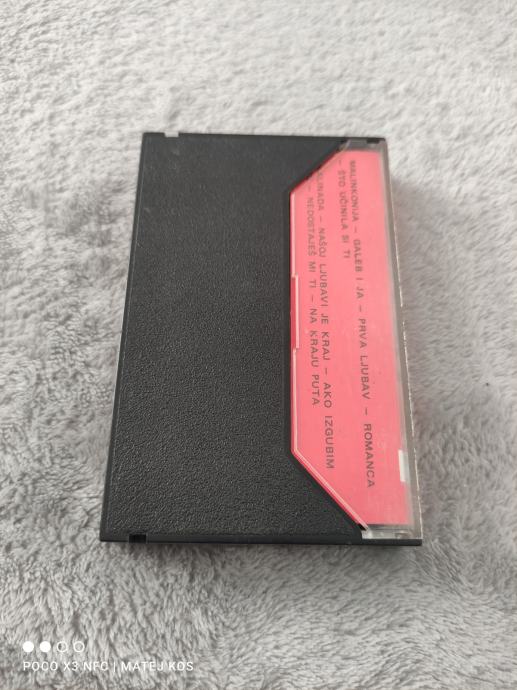 MALINKONIJA – GALEB I JA – PRVA LJUBAV – ROMANCA
– ŠTO UČINILA SI TI
– NAŠOJ LJUBAVI JE KRAJ – AKO IZGUBIM
– NEDOSTAJEŠ MI TI – NA KRAJU PUTA
POCO X3 NFC | MATEJ KOS